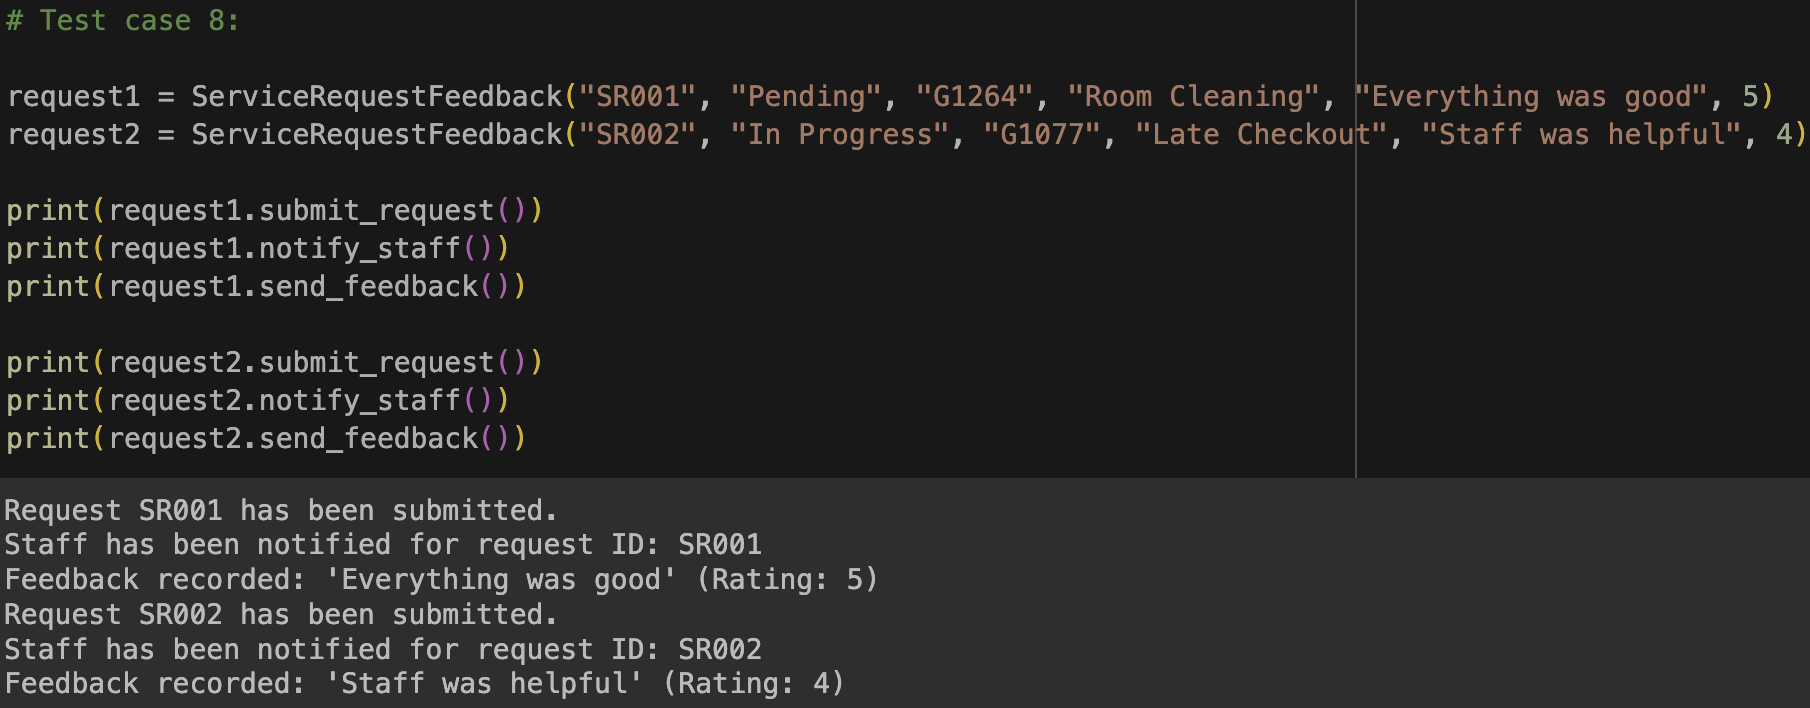 # Test case 8:
request1 = ServiceRequestFeedback("SR001", "Pending", "G1264", "Room Cleaning", "Everything was good", 5)
request2 = ServiceRequestFeedback("SR002", "In Progress", "G1077", "Late Checkout", "Staff was helpful", 4)
print(request1.submit_request())
print(request1.notify_staff())
print(request1.send_feedback())
print(request2.submit_request())
print(request2.notify_staff())
print(request2.send_feedback())
Request SR001 has been submitted.
Staff has been notified for request ID: SR001
Feedback recorded: 'Everything was good' (Rating: 5)
Request SR002 has been submitted.
Staff has been notified for request ID: SR002
Feedback recorded: 'Staff was helpful' (Rating: 4)